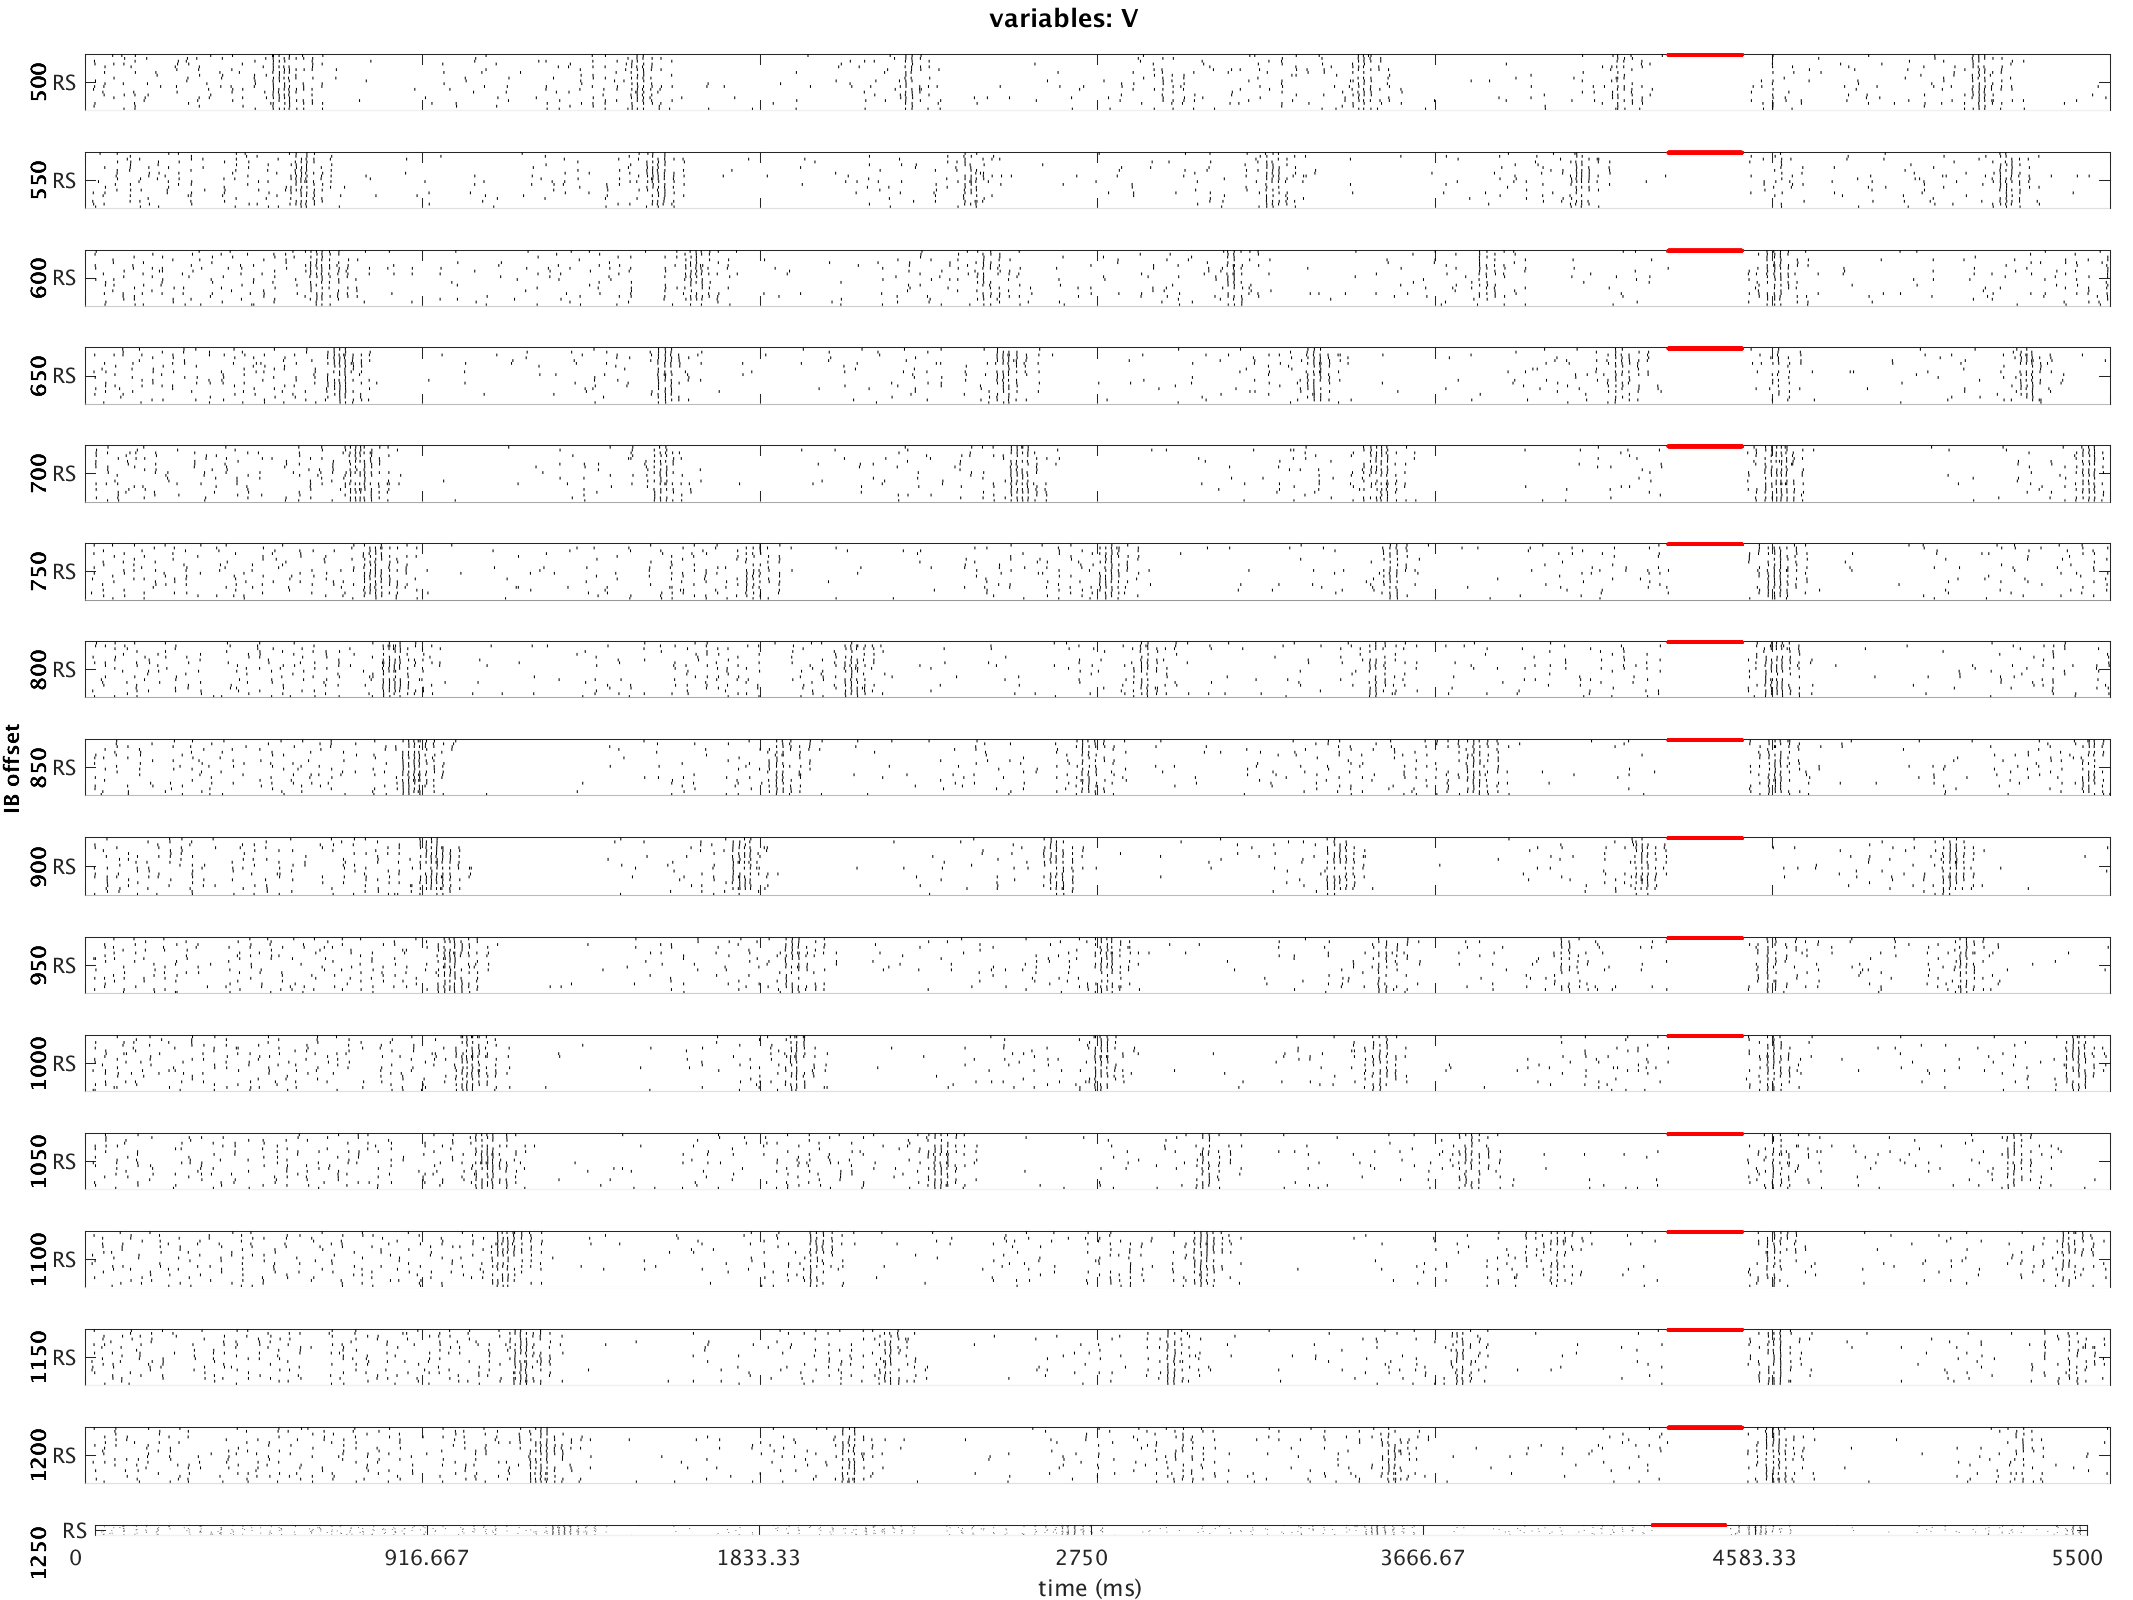 variables: V
500 RS
550 RS
600 RS
650 RS
700 RS
750 RS
800 RS
IB offset
850 RS
900 RS
950 RS
1000 RS
1050 RS
1100 RS
1150 RS
1200 RS
1250 RS
0 916.667 1833.33 2750 3666.67 4583.33 5500
time (ms)